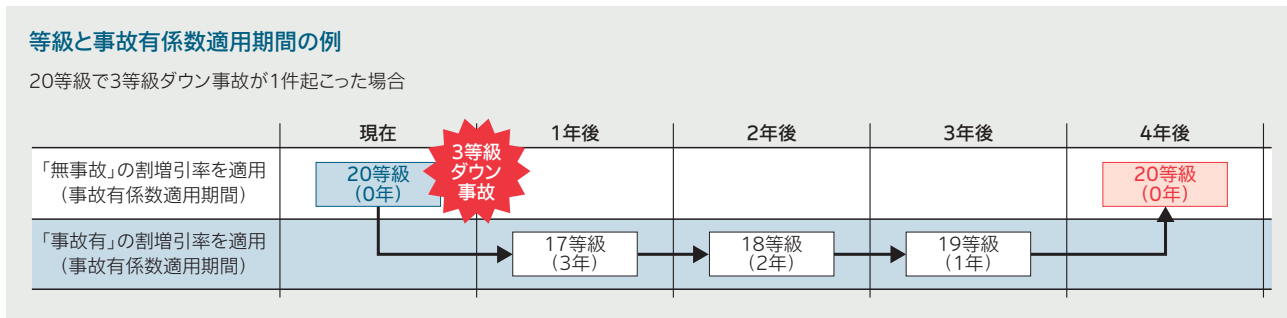 等級と事故有係数適用期間の例
20等級で3等級ダウン事故が1件起こった場合
現在
1年後
2年後
3年後
4年後
3等級
ダウン
事故
「無事故」の割増引率を適用
（事故有係数適用期間）
20等級
（0年）
20等級
（0年）
「事故有」の割増引率を適用
（事故有係数適用期間）
17等級
（3年）
18等級
（2年）
19等級
（1年）